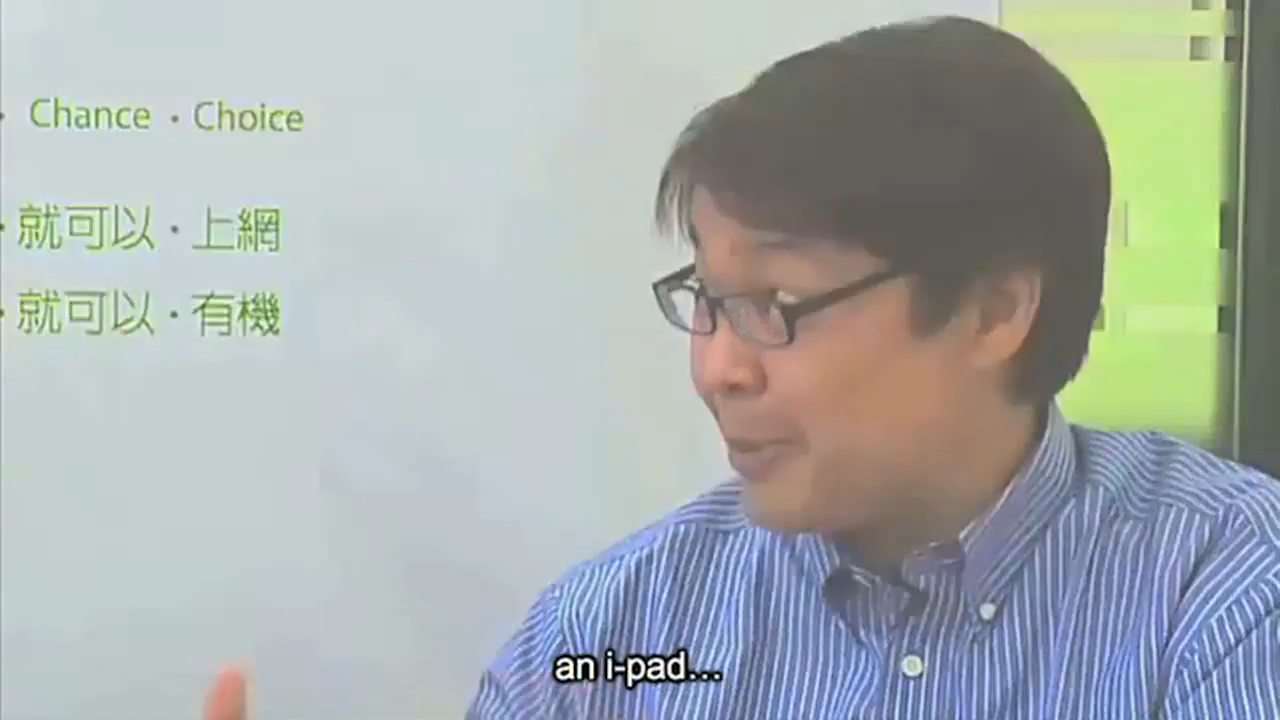 · Chance · Choice
· 就可以 · 上網
· 就可以 · 有機
an i-pad...